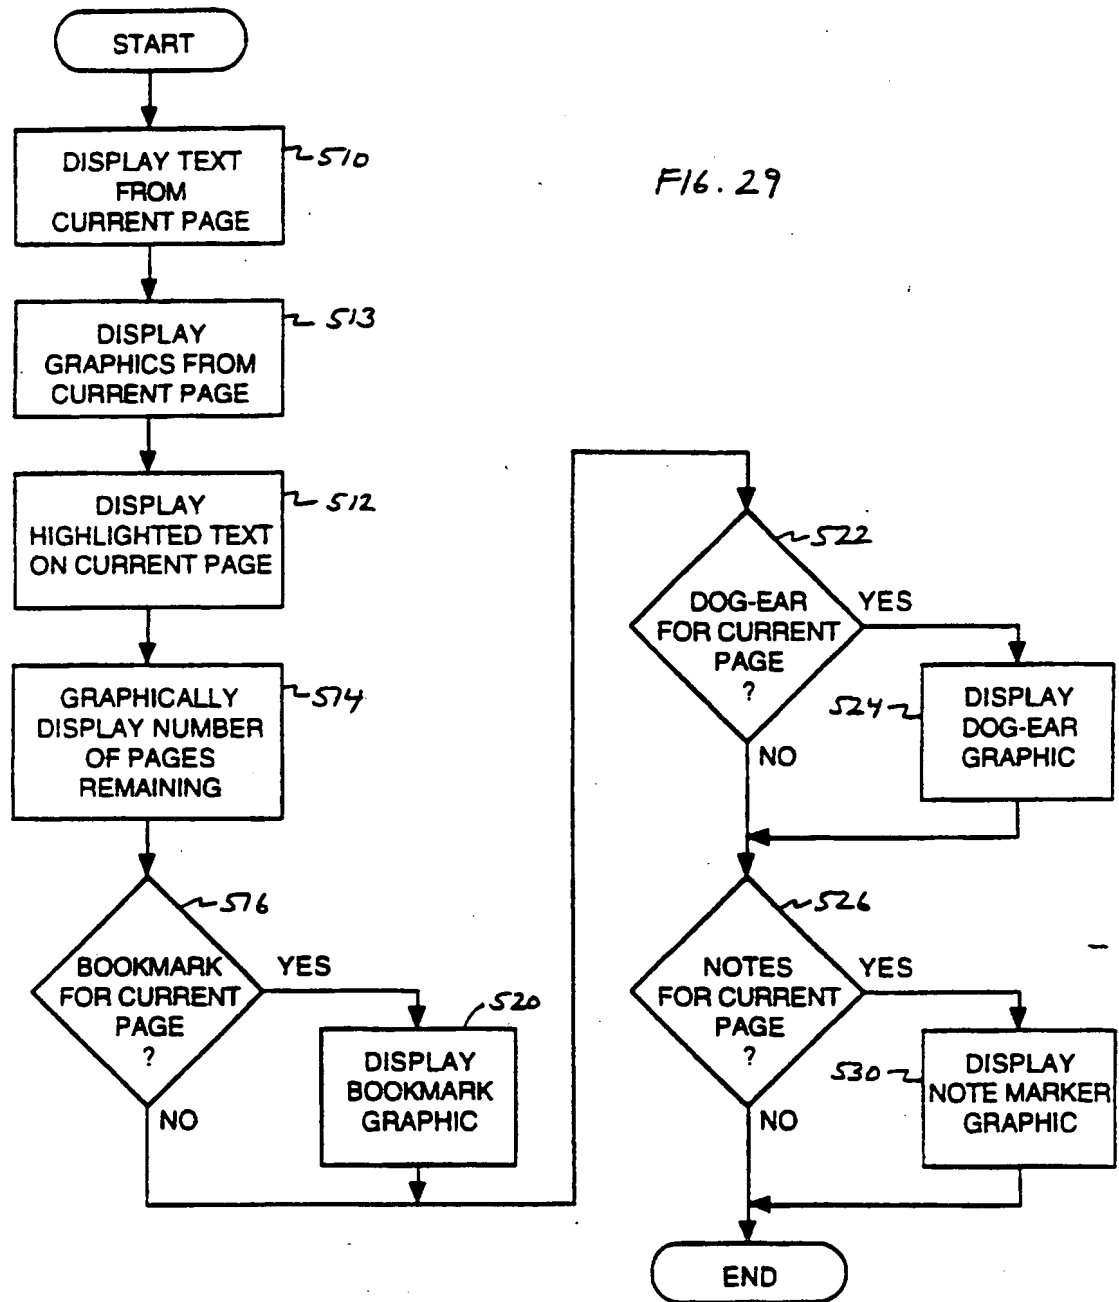 START
DISPLAY TEXT
FROM
CURRENT PAGE
510
FIG. 29
DISPLAY
GRAPHICS FROM
CURRENT PAGE
513
DISPLAY
HIGHLIGHTED TEXT
ON CURRENT PAGE
512
GRAPHICALLY
DISPLAY NUMBER
OF PAGES
REMAINING
514
BOOKMARK
FOR CURRENT
PAGE
?
516
YES
NO
520
DISPLAY
BOOKMARK
GRAPHIC
522
DOG-EAR
FOR CURRENT
PAGE
?
YES
NO
524
DISPLAY
DOG-EAR
GRAPHIC
526
NOTES
FOR CURRENT
PAGE
?
YES
NO
530
DISPLAY
NOTE MARKER
GRAPHIC
END